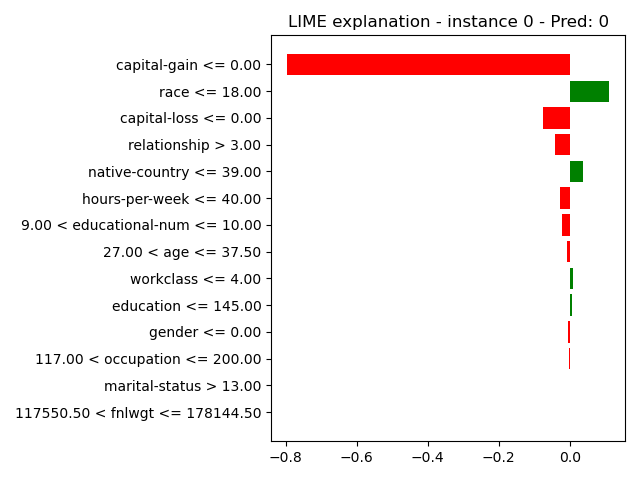 LIME explanation - instance 0 - Pred: 0
capital-gain <= 0.00
race <= 18.00
capital-loss <= 0.00
relationship > 3.00
native-country <= 39.00
hours-per-week <= 40.00
9.00 < educational-num <= 10.00
27.00 < age <= 37.50
workclass <= 4.00
education <= 145.00
gender <= 0.00
117.00 < occupation <= 200.00
marital-status > 13.00
117550.50 < fnlwgt <= 178144.50
−0.8 −0.6 −0.4 −0.2 0.0